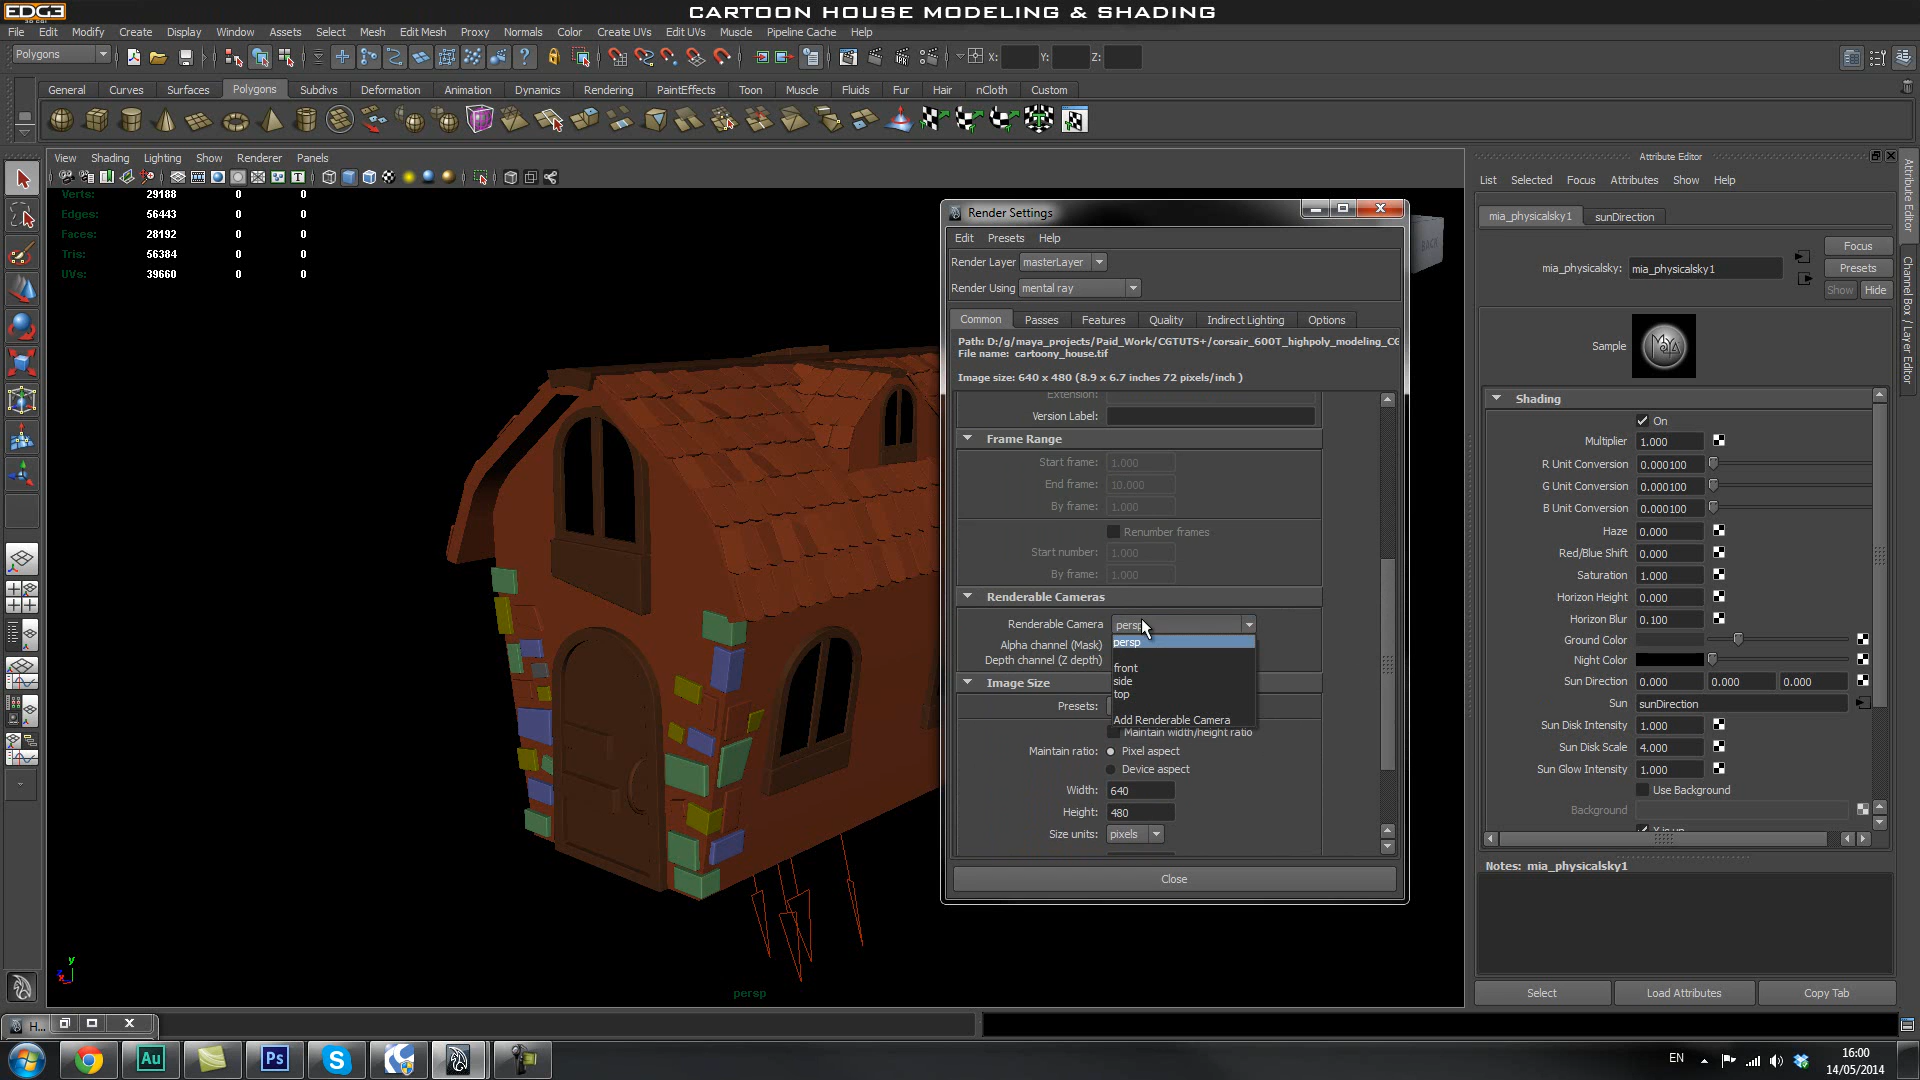 EDG3
CARTOON HOUSE MODELING & SHADING
File Edit Modify Create Display Window Assets Select Mesh Edit Mesh Proxy Normals Color Create UVs Edit UVs Muscle Pipeline Cache Help
Polygons X: Y: Z:
General Curves Surfaces Polygons Subdivs Deformation Animation Dynamics Rendering PaintEffects Toon Muscle Fluids Fur Hair nCloth Custom
View Shading Lighting Show Renderer Panels
Verts: 29188 0 0
Edges: 56443 0 0
Faces: 28192 0 0
Tris: 56384 0 0
UVs: 39660 0 0
BACK
persp
Render Settings
Edit Presets Help
Render Layer masterLayer
Render Using mental ray
Common Passes Features Quality Indirect Lighting Options
Path: D:/g/maya_projects/Paid_Work/CGTUTS+/corsair_600T_highpoly_modeling_CG
File name: cartoony_house.tif
Image size: 640 x 480 (8.9 x 6.7 inches 72 pixels/inch )
Extension:
Version Label:
Frame Range
Start frame: 1.000
End frame: 10.000
By frame: 1.000
Renumber frames
Start number: 1.000
By frame: 1.000
Renderable Cameras
Renderable Camera persp
persp
Alpha channel (Mask)
Depth channel (Z depth)
front
side
top
Add Renderable Camera
Image Size
Presets:
Maintain width/height ratio
Maintain ratio: Pixel aspect
Device aspect
Width: 640
Height: 480
Size units: pixels
Close
Attribute Editor
List Selected Focus Attributes Show Help
mia_physicalsky1 sunDirection
mia_physicalsky: mia_physicalsky1
Focus
Presets
Show Hide
Sample
Shading
On
Multiplier 1.000
R Unit Conversion 0.000100
G Unit Conversion 0.000100
B Unit Conversion 0.000100
Haze 0.000
Red/Blue Shift 0.000
Saturation 1.000
Horizon Height 0.000
Horizon Blur 0.100
Ground Color
Night Color
Sun Direction 0.000 0.000 0.000
Sun sunDirection
Sun Disk Intensity 1.000
Sun Disk Scale 4.000
Sun Glow Intensity 1.000
Use Background
Background
Y is up
Notes: mia_physicalsky1
Select Load Attributes Copy Tab
Attribute Editor
Channel Box / Layer Editor
y
x
H...
Au
Ps
EN
16:00
14/05/2014